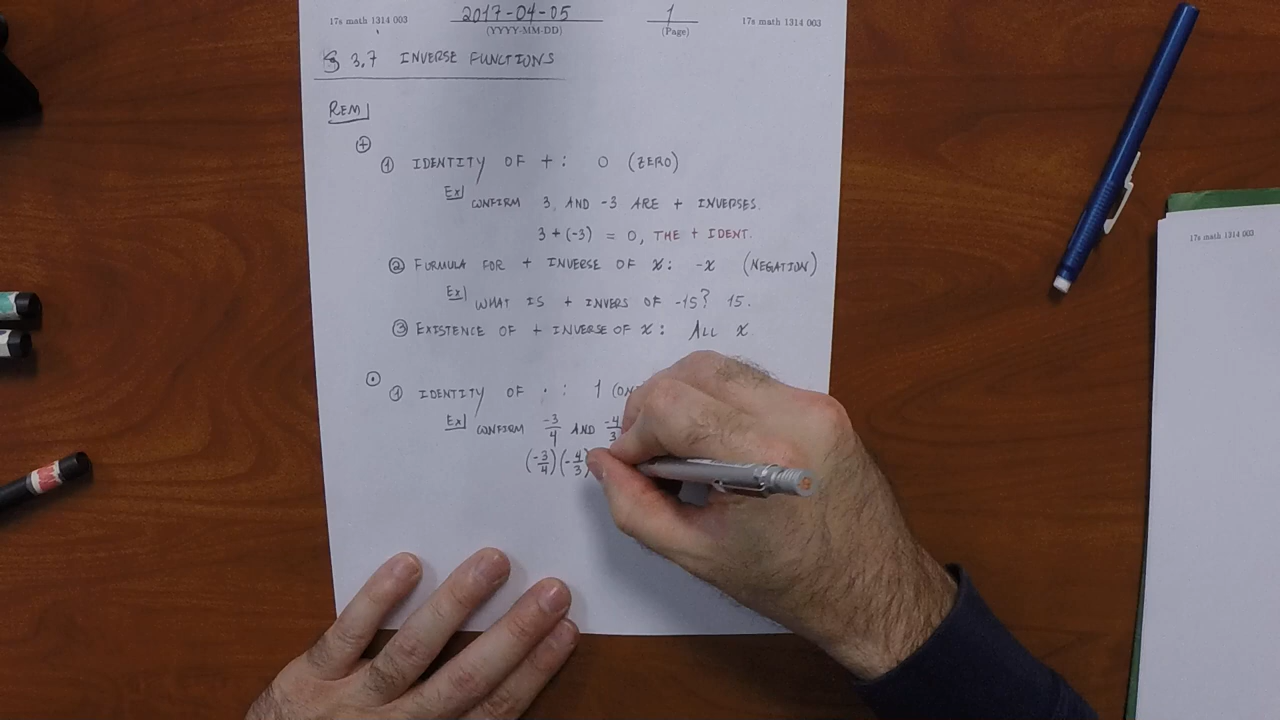 17s math 1314 003 2017-04-05 1 17s math 1314 003
(YYYY-MM-DD) (Page)
§ 3.7 INVERSE FUNCTIONS
REM
+
① IDENTITY OF + : 0 (ZERO)
Ex CONFIRM 3 AND -3 ARE + INVERSES.
3 + (-3) = 0, THE + IDENT.
② FORMULA FOR + INVERSE OF x: -x (NEGATION)
Ex WHAT IS + INVERS OF -15? 15.
③ EXISTENCE OF + INVERSE OF x: ALL x
·
① IDENTITY OF · : 1
Ex CONFIRM -3/4 AND -4/3
(-3/4)(-4/3)
17s math 1314 003